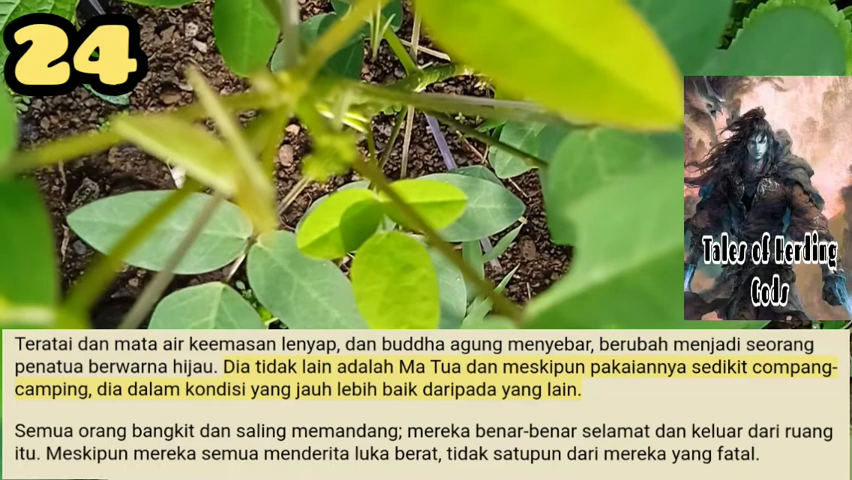 24
Tales of Herding
Gods
Teratai dan mata air keemasan lenyap, dan buddha agung menyebar, berubah menjadi seorang
penatua berwarna hijau. Dia tidak lain adalah Ma Tua dan meskipun pakaiannya sedikit compang-
camping, dia dalam kondisi yang jauh lebih baik daripada yang lain.
Semua orang bangkit dan saling memandang; mereka benar-benar selamat dan keluar dari ruang
itu. Meskipun mereka semua menderita luka berat, tidak satupun dari mereka yang fatal.